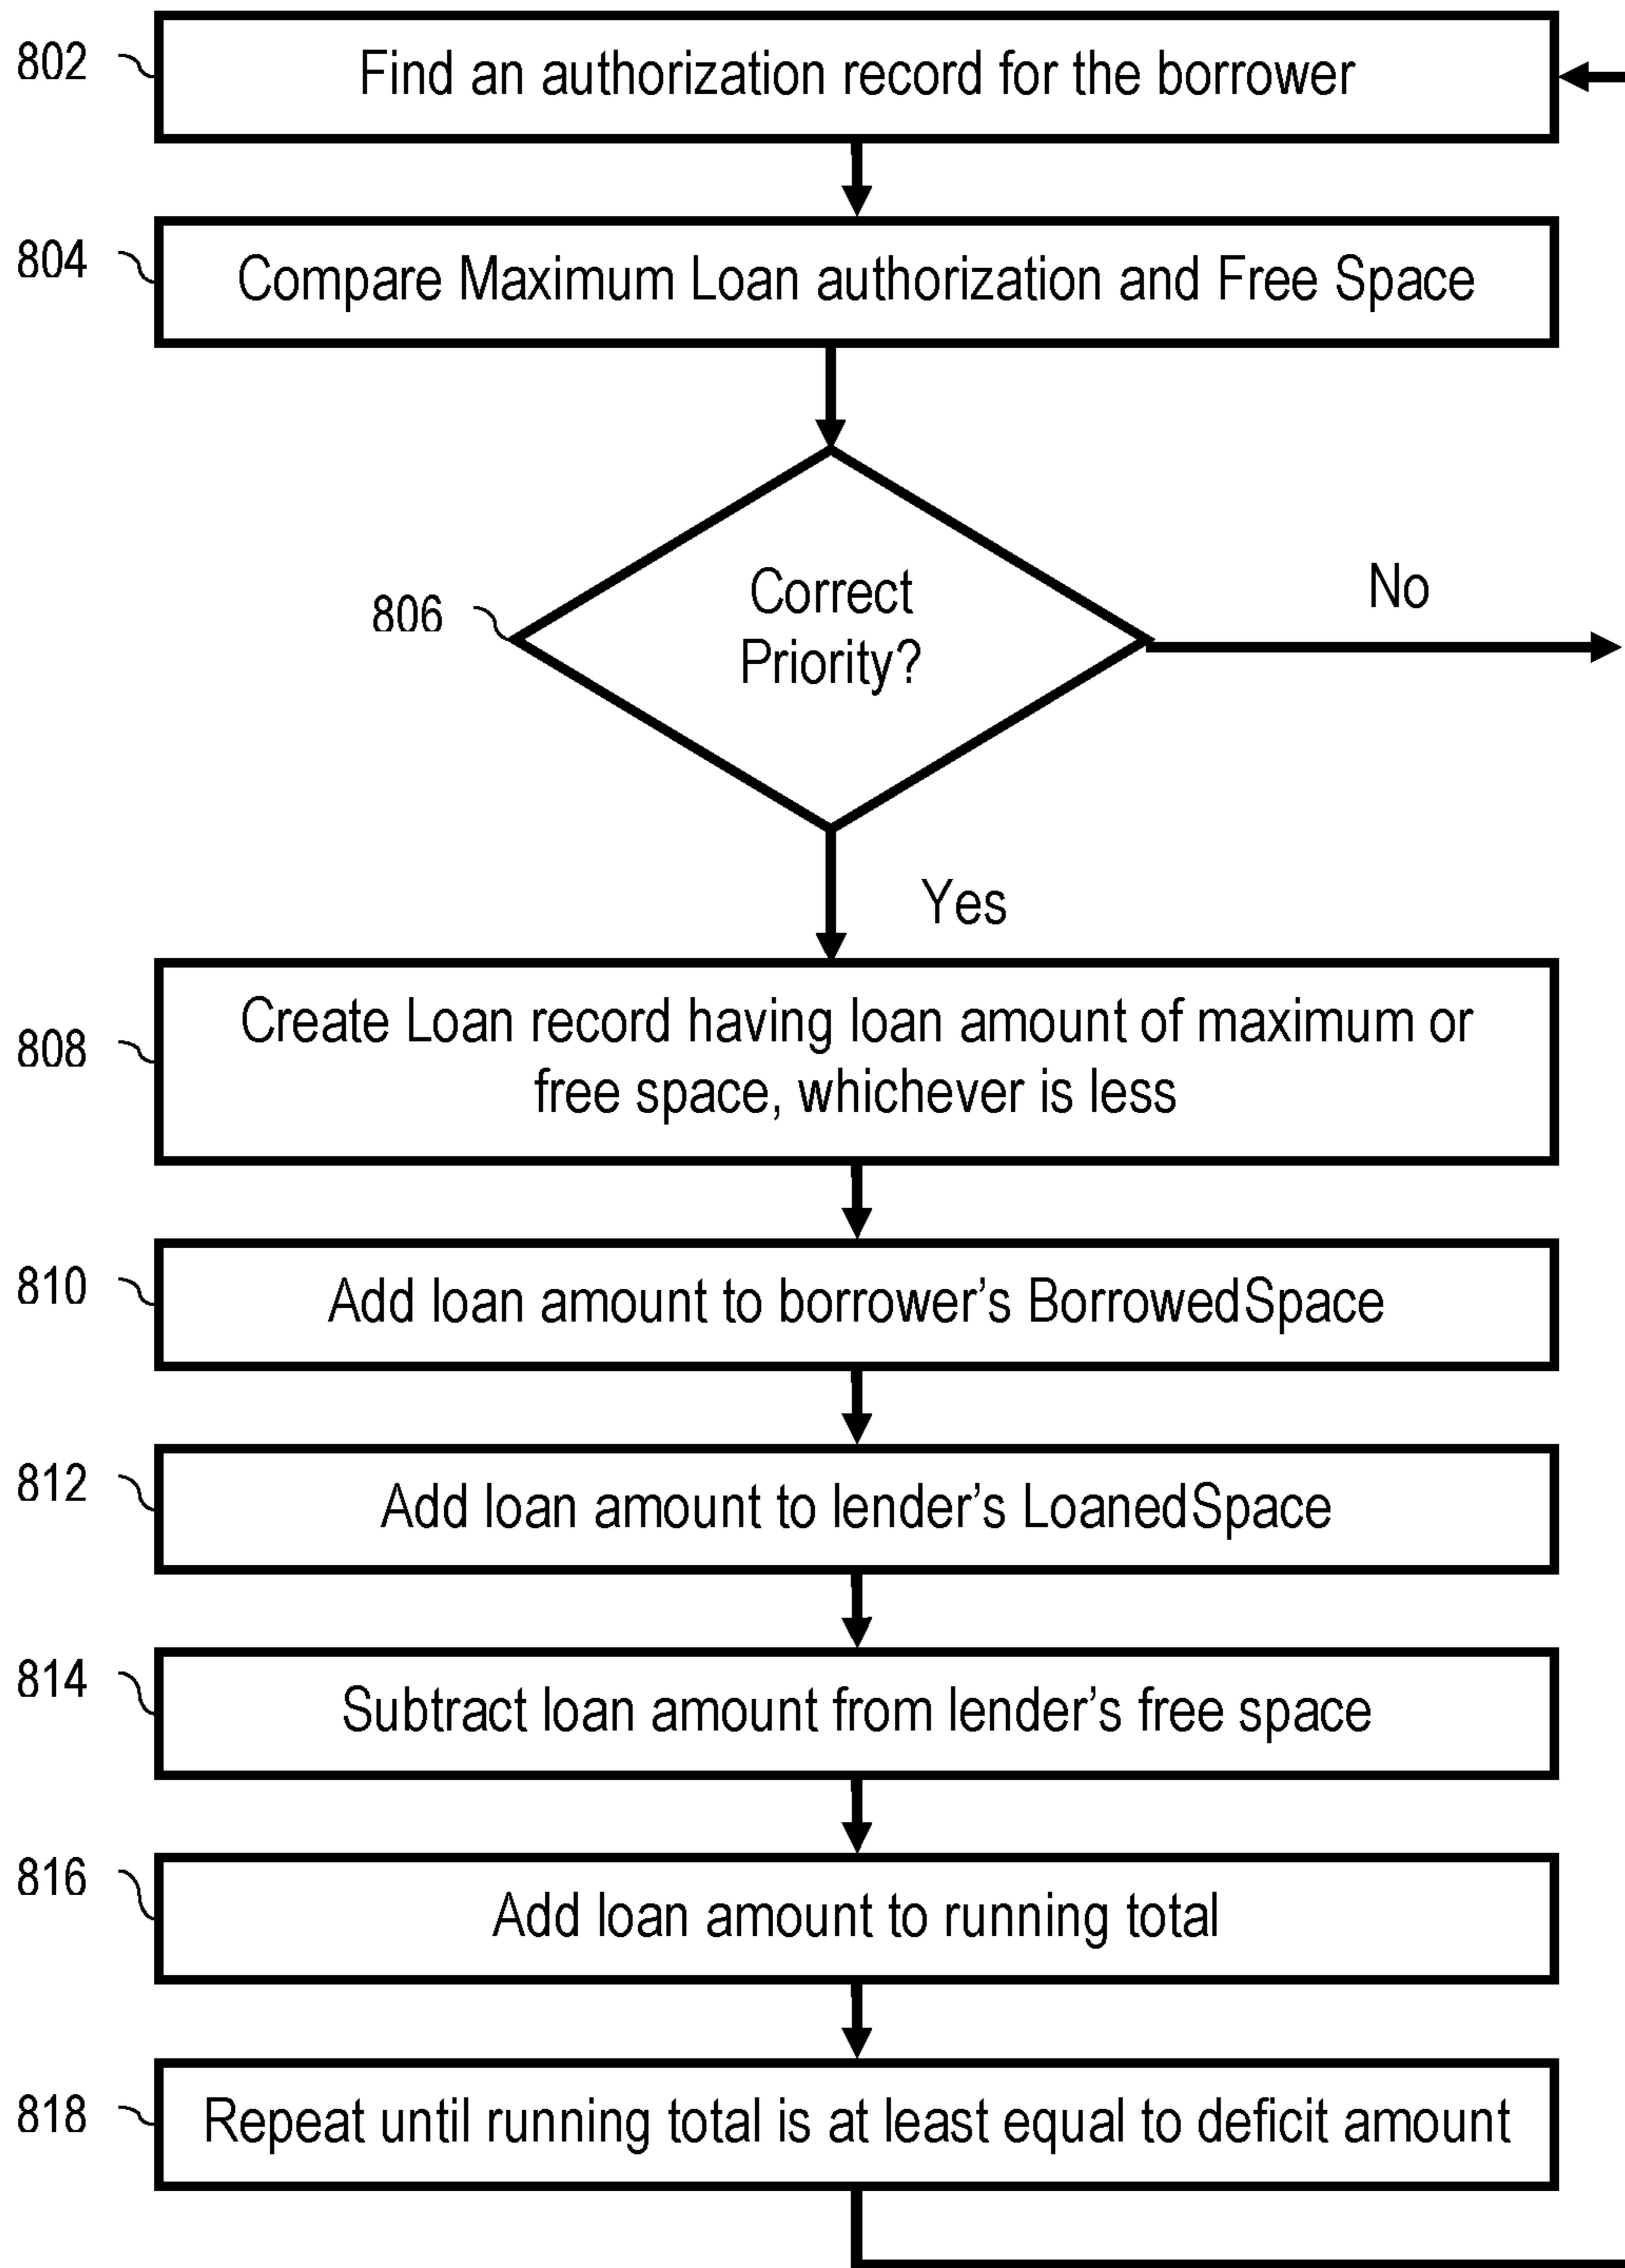 802
Find an authorization record for the borrower
804
Compare Maximum Loan authorization and Free Space
806
Correct
Priority?
No
Yes
808
Create Loan record having loan amount of maximum or
free space, whichever is less
810
Add loan amount to borrower's BorrowedSpace
812
Add loan amount to lender's LoanedSpace
814
Subtract loan amount from lender's free space
816
Add loan amount to running total
818
Repeat until running total is at least equal to deficit amount